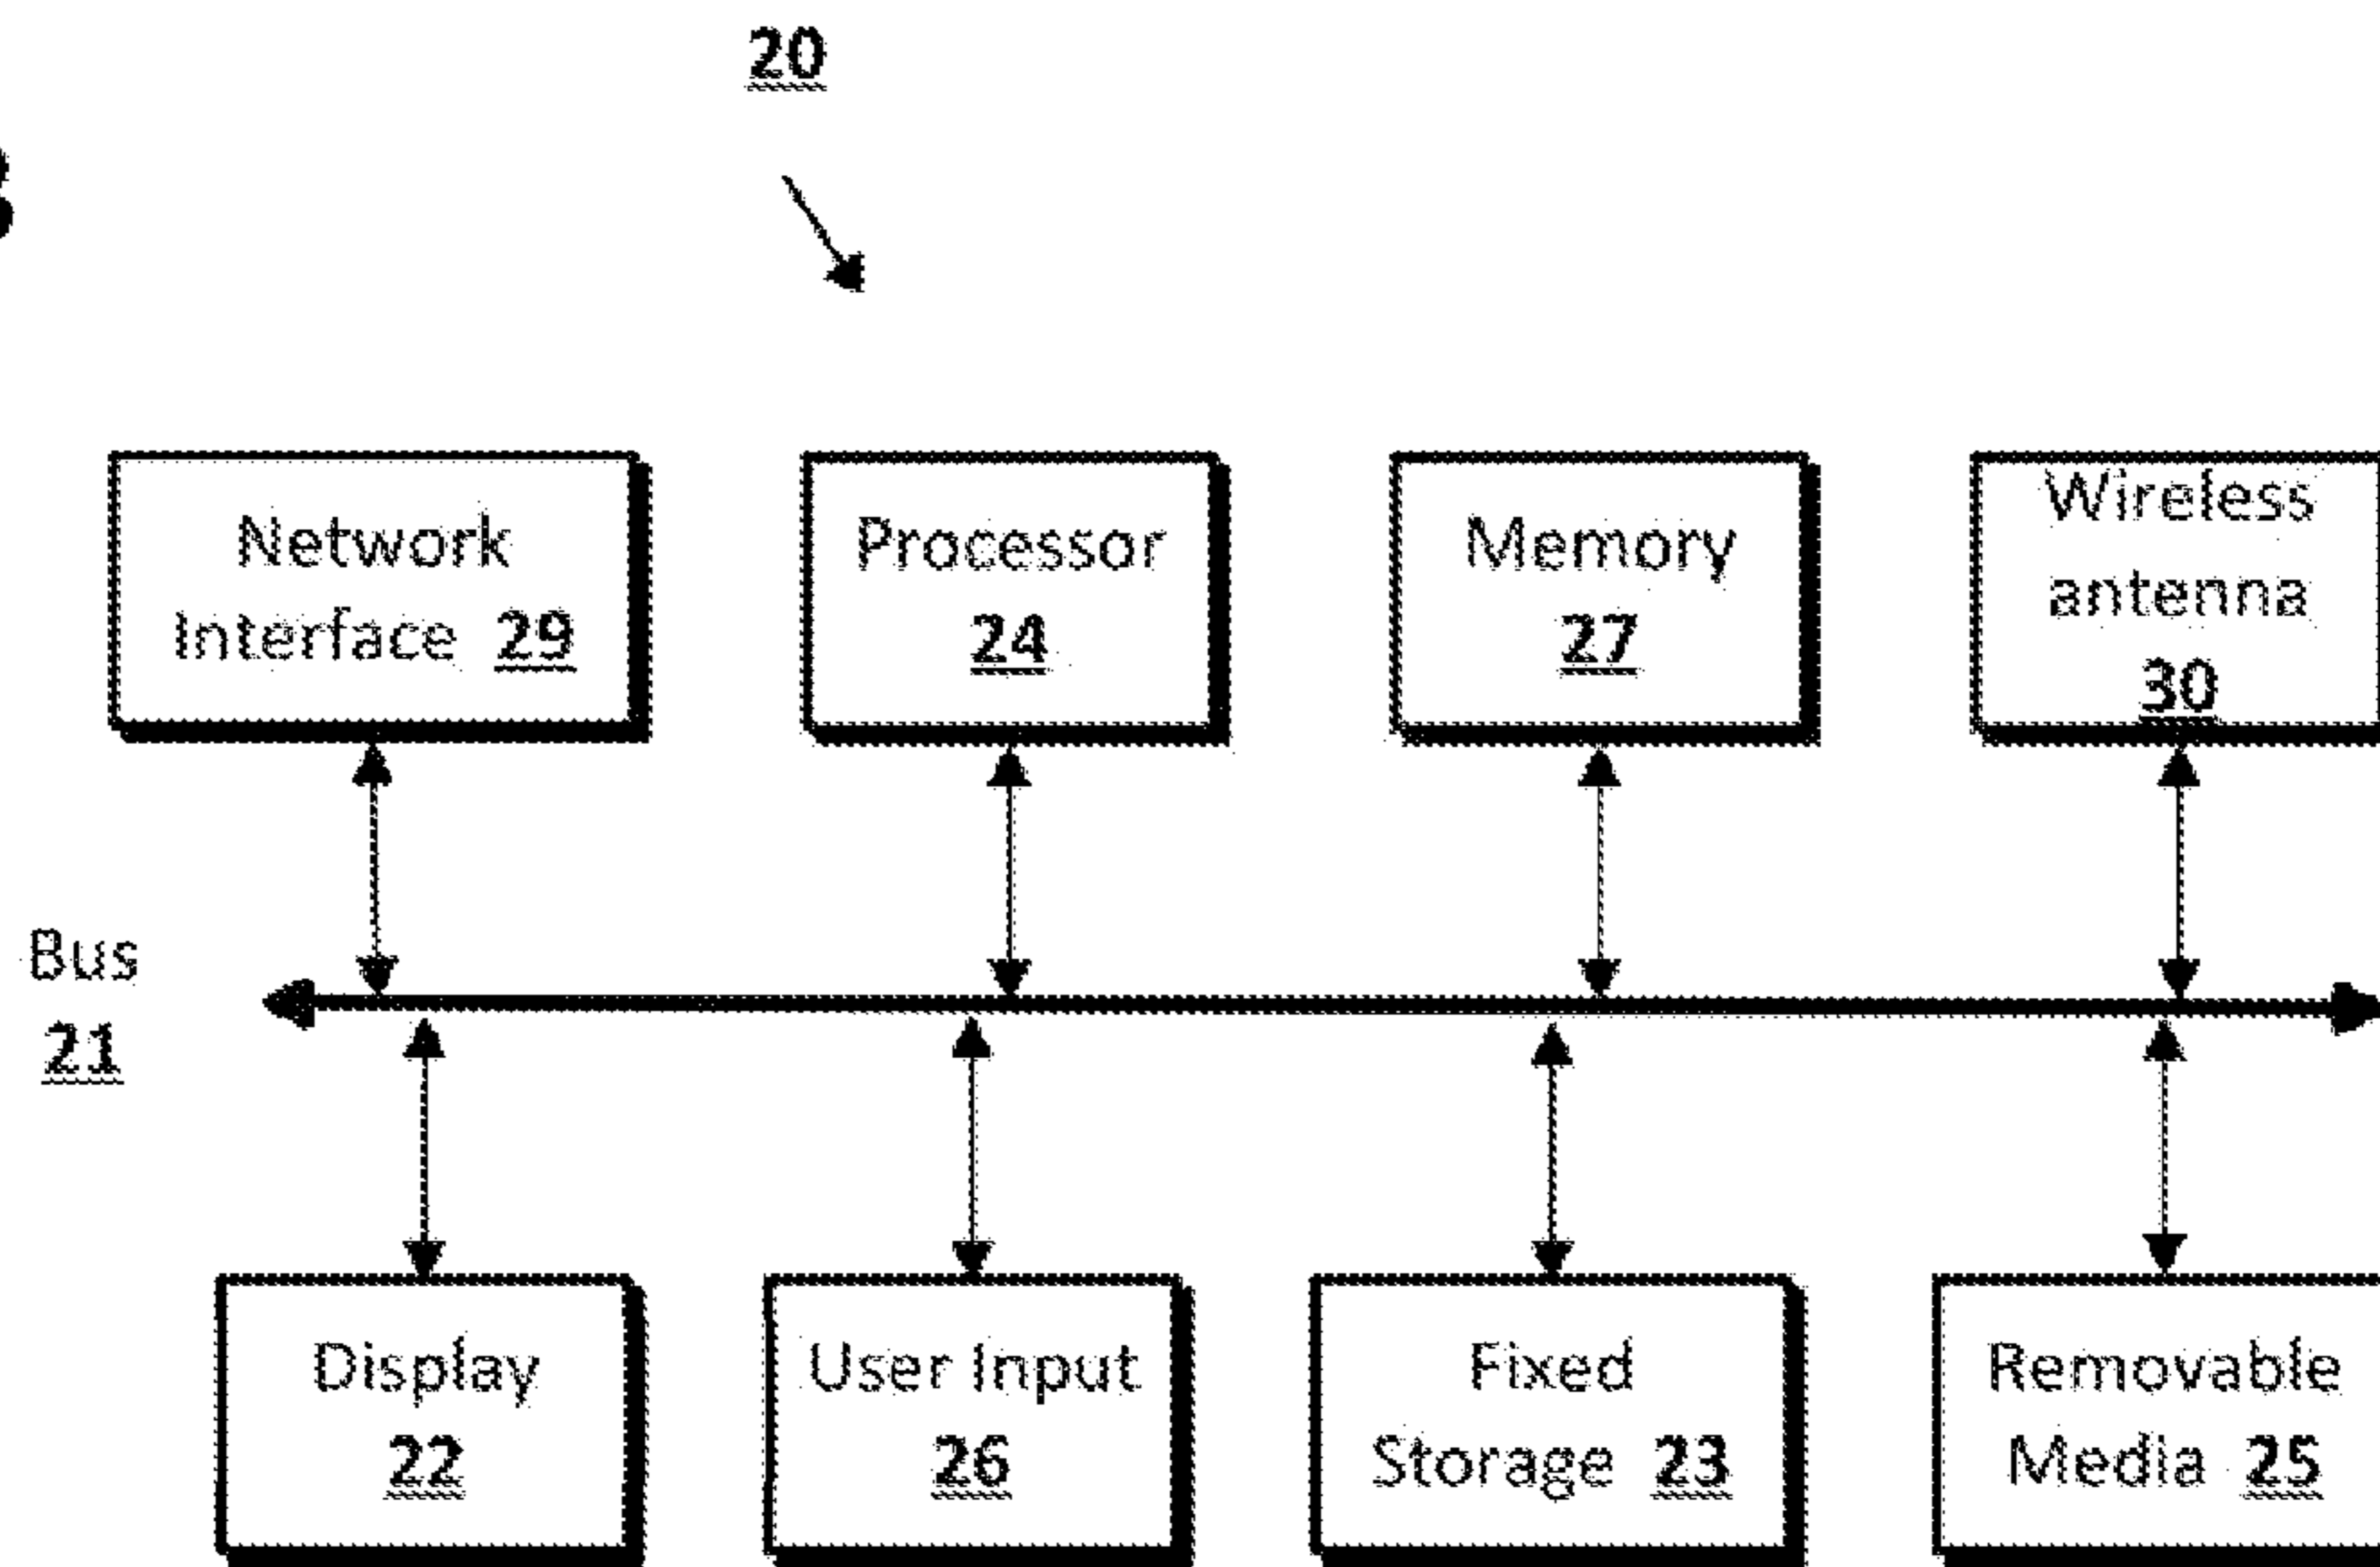 20
Network
Interface 29
Processor
24
Memory
27
Wireless
antenna
30
Bus
21
Display
22
User Input
26
Fixed
Storage 23
Removable
Media 25